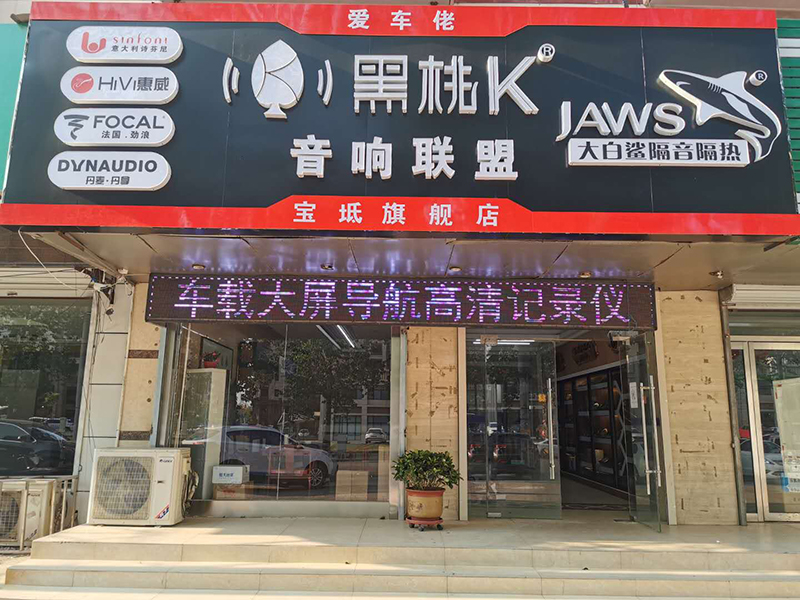 爱车佬
sinfoni
意大利诗芬尼
HiVi惠威
FOCAL
法国.劲浪
DYNAUDIO
丹麦·丹拿
K
黑桃K®
音响联盟
JAWS®
大白鲨隔音隔热
宝坻旗舰店
车载大屏导航高清记录仪